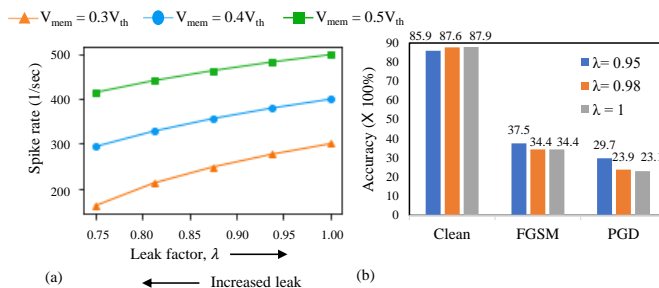 V_mem = 0.3V_th V_mem = 0.4V_th V_mem = 0.5V_th
500
400
300
200
Spike rate (1/sec)
0.75 0.80 0.85 0.90 0.95 1.00
Leak factor, λ
(a)
Increased leak
85.9 87.6 87.9
90
80
70
60
50
40
30
20
10
0
Accuracy (X 100%)
λ= 0.95
λ= 0.98
λ = 1
37.5
34.4 34.4
29.7
23.9 23.1
Clean FGSM PGD
(b)